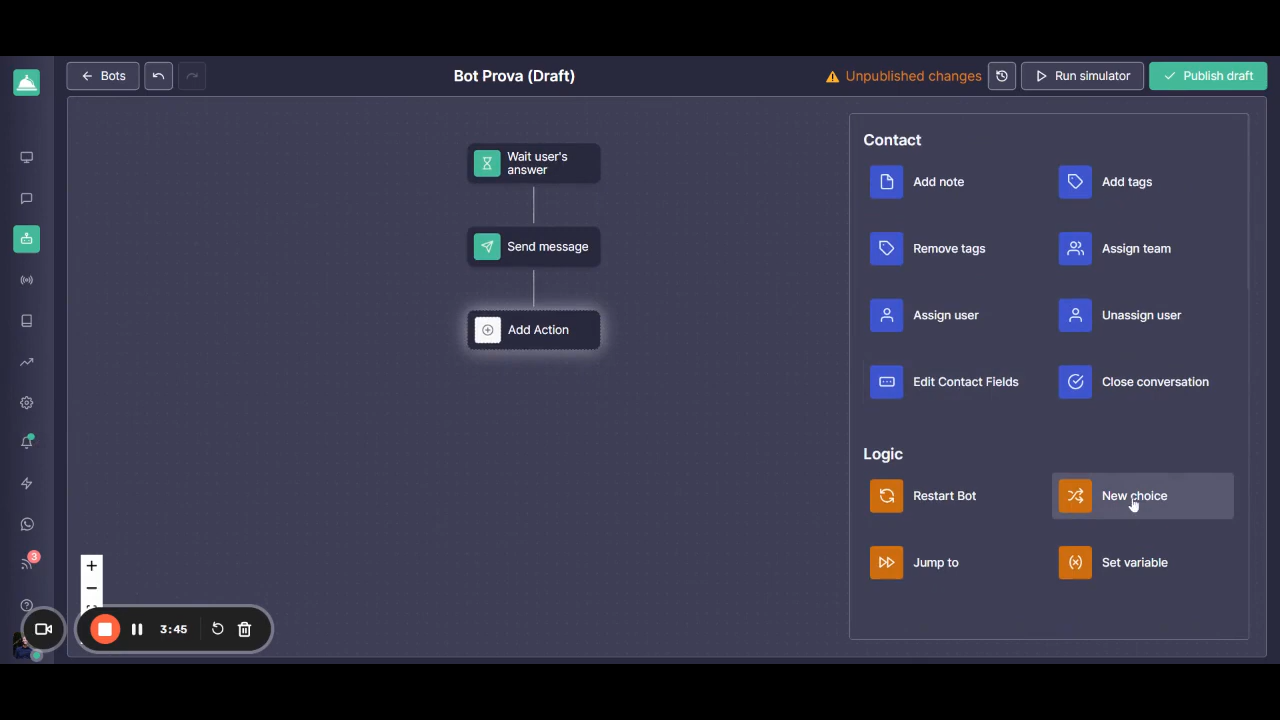 Bots
Bot Prova (Draft)
Unpublished changes
Run simulator
Publish draft
Wait user's
answer
Send message
Add Action
Contact
Add note
Add tags
Remove tags
Assign team
Assign user
Unassign user
Edit Contact Fields
Close conversation
Logic
Restart Bot
New choice
Jump to
Set variable
3
3:45